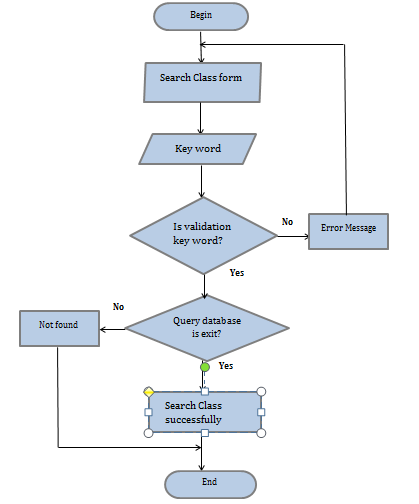 Begin
Search Class form
Key word
Is validation
key word?
No
Error Message
Yes
No
Query database
is exit?
Not found
Yes
Search Class
successfully
End